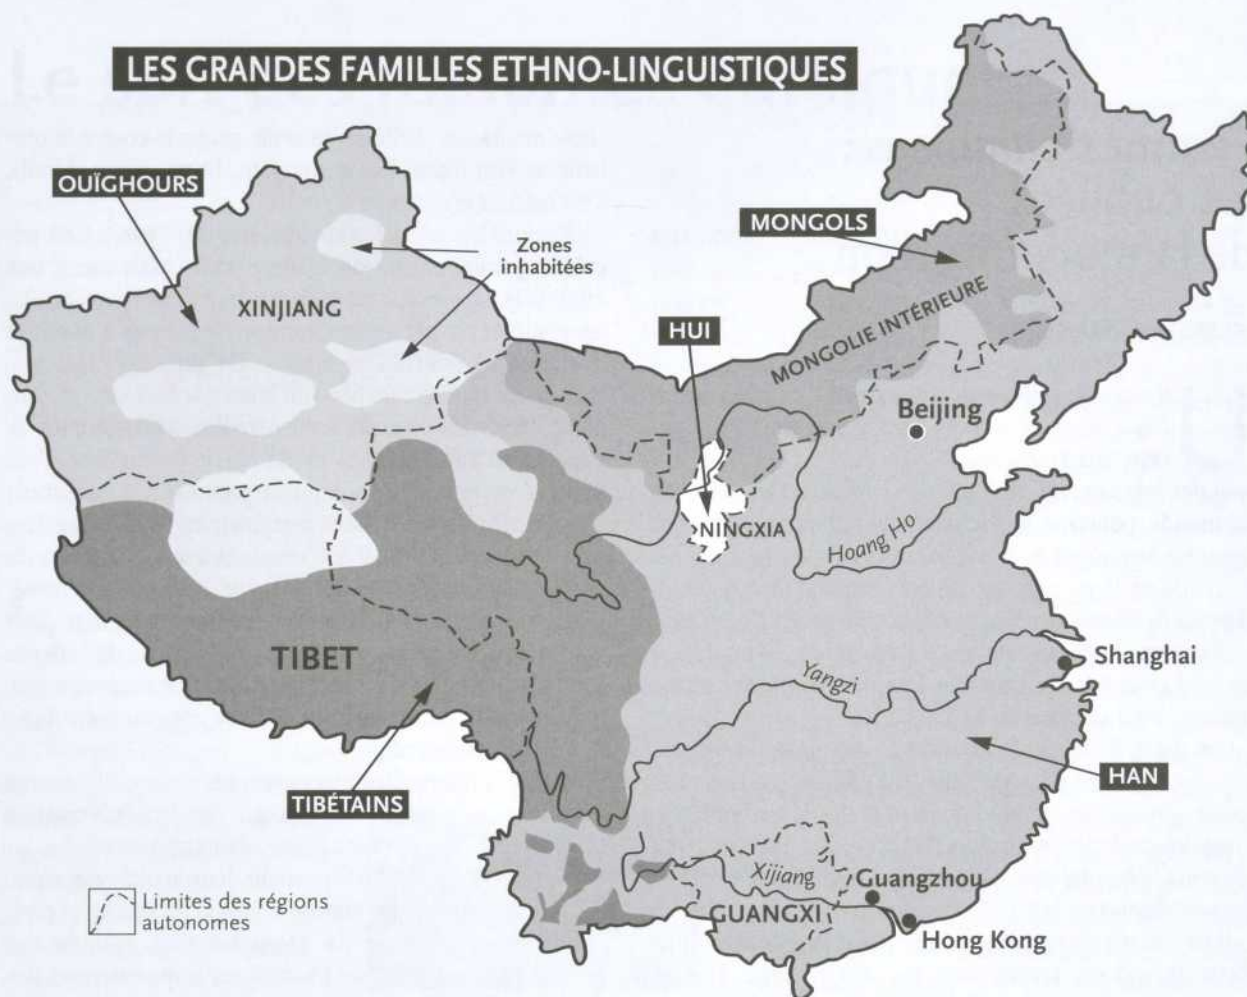 LES GRANDES FAMILLES ETHNO-LINGUISTIQUES
OUÏGHOURS
Zones
inhabitées
XINJIANG
MONGOLS
HUI
MONGOLIE INTÉRIEURE
Beijing
NINGXIA
Hoang Ho
TIBET
Yangzi
Shanghai
HAN
TIBÉTAINS
Limites des régions
autonomes
Xijiang
Guangzhou
GUANGXI
Hong Kong